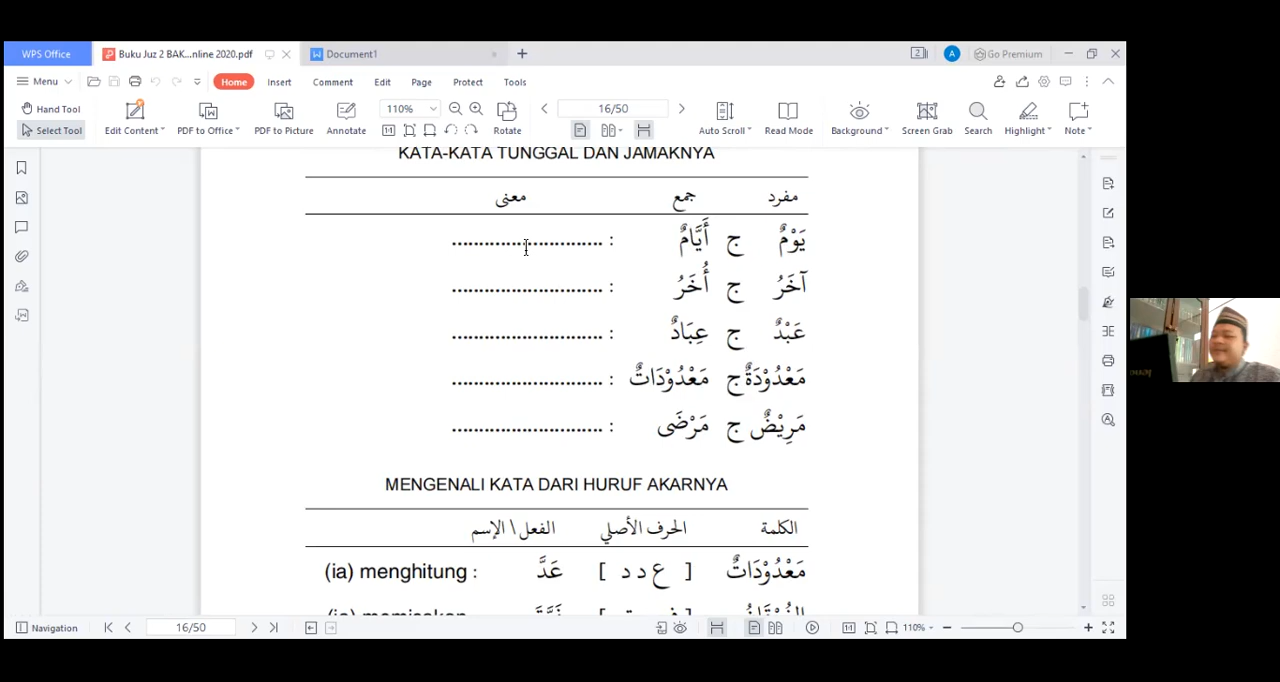 WPS Office Buku Juz 2 BAK...nline 2020.pdf Document1 Go Premium
Menu Home Insert Comment Edit Page Protect Tools
Hand Tool 110% 16/50
Select Tool Edit Content PDF to Office PDF to Picture Annotate Rotate Auto Scroll Read Mode Background Screen Grab Search Highlight Note
KATA-KATA TUNGGAL DAN JAMAKNYA
مفرد جمع معنى
يَوْمٌ ج أَيَّامٌ : ............................
آخَرُ ج أُخَرُ : ............................
عَبْدٌ ج عِبَادٌ : ............................
مَعْدُوْدَةٌ ج مَعْدُوْدَاتٌ : ............................
مَرِيْضٌ ج مَرْضَى : ............................
MENGENALI KATA DARI HURUF AKARNYA
الكلمة الحرف الأصلي الفعل \ الإسم
مَعْدُوْدَاتٌ [ ع د د ] عَدَّ (ia) menghitung :
Navigation 16/50 110%